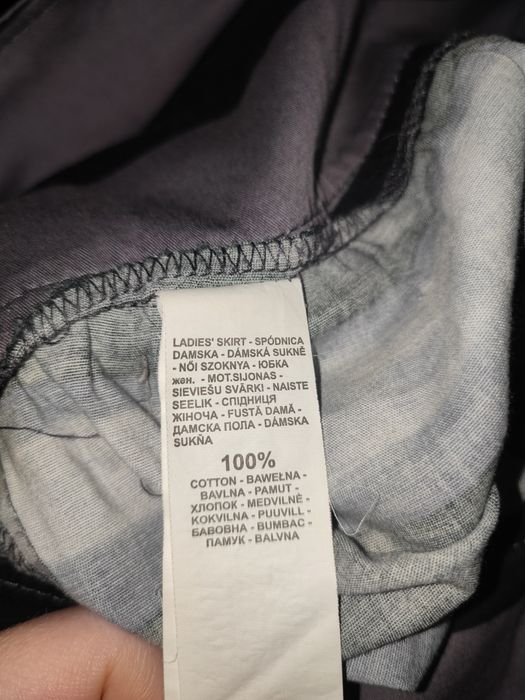 LADIES' SKIRT - SPÓDNICA
DAMSKA - DÁMSKÁ SUKNĚ
- NŐI SZOKNYA - ЮБКА
жен. - MOT.SIJONAS -
SIEVIEŠU SVĀRKI - NAISTE
SEELIK - СПІДНИЦЯ
ЖІНОЧА - FUSTĂ DAMĂ -
ДАМСКА ПОЛА - DÁMSKA
SUKŇA
100%
COTTON - BAWEŁNA -
BAVLNA - PAMUT -
ХЛОПОК - MEDVILNĖ -
KOKVILNA - PUUVILL -
БАВОВНА - BUMBAC -
ПАМУК - BALVNA